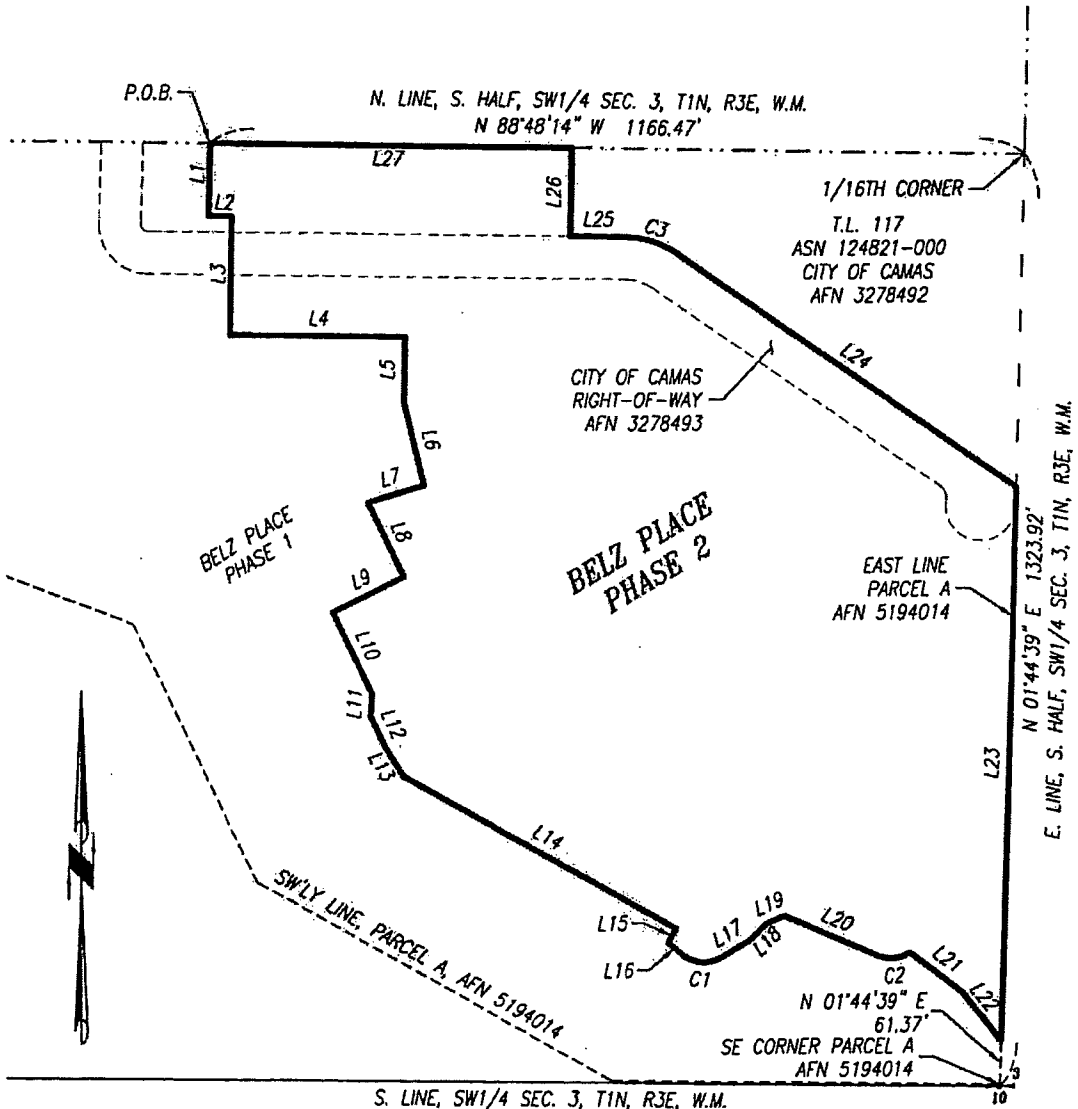 P.O.B.
N. LINE, S. HALF, SW1/4 SEC. 3, T1N, R3E, W.M.
N 88°48'14" W 1166.47'
L1
L27
L2
L26
L25
C3
1/16TH CORNER
T.L. 117
ASN 124821-000
CITY OF CAMAS
AFN 3278492
L3
L4
L5
L24
CITY OF CAMAS
RIGHT-OF-WAY
AFN 3278493
L6
L7
L8
BELZ PLACE
PHASE 1
BELZ PLACE
PHASE 2
L9
EAST LINE
PARCEL A
AFN 5194014
N 01°44'39" E 1323.92'
E. LINE, S. HALF, SW1/4 SEC. 3, T1N, R3E, W.M.
L10
L11
L12
L13
L23
L14
SW'LY LINE, PARCEL A, AFN 5194014
L15
L16
C1
L17
L18
L19
L20
C2
L21
L22
N 01°44'39" E
61.37'
SE CORNER PARCEL A
AFN 5194014
10
S. LINE, SW1/4 SEC. 3, T1N, R3E, W.M.